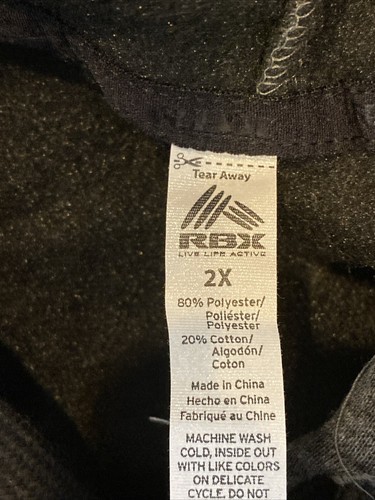 Tear Away
RBX
LIVE LIFE ACTIVE
2X
80% Polyester/
Poliéster/
Polyester
20% Cotton/
Algodón/
Coton
Made in China
Hecho en China
Fabriqué au Chine
MACHINE WASH
COLD, INSIDE OUT
WITH LIKE COLORS
ON DELICATE
CYCLE. DO NOT